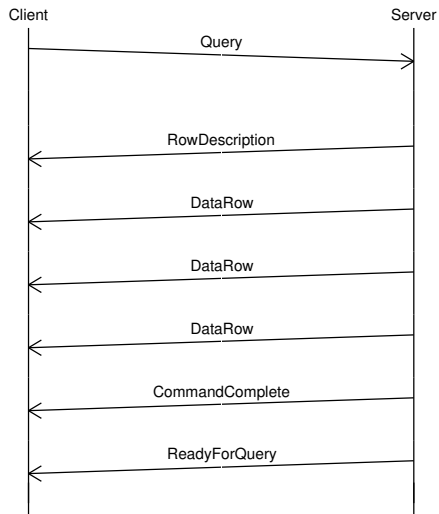 Client Server
Query
RowDescription
DataRow
DataRow
DataRow
CommandComplete
ReadyForQuery